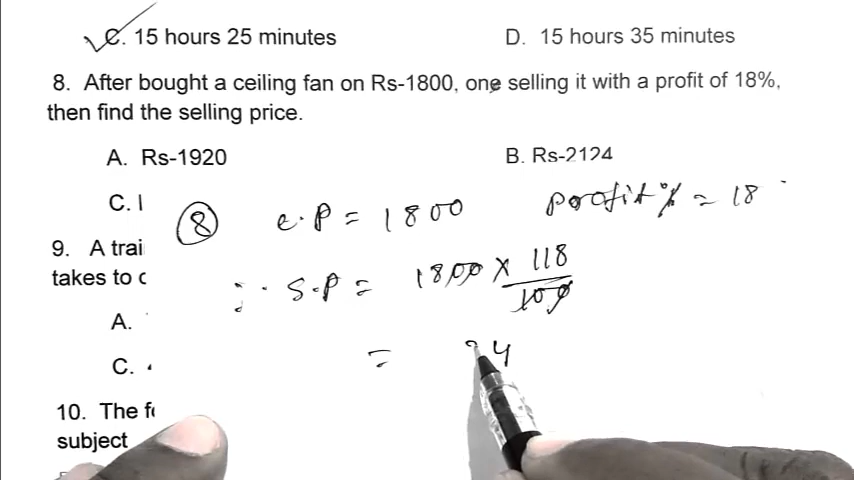 C. 15 hours 25 minutes
D. 15 hours 35 minutes
8. After bought a ceiling fan on Rs-1800, one selling it with a profit of 18%,
then find the selling price.
A. Rs-1920
B. Rs-2124
C.
8 C.P = 1800
profit % = 18
9. A trai
takes to
∴ S.P = 1800 × 118
100
A.
= 24
C.
10. The
subject